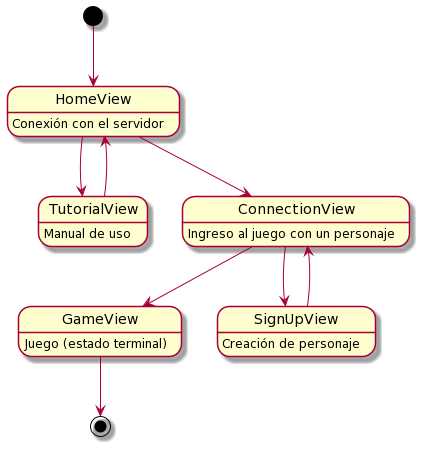 HomeView
Conexión con el servidor
TutorialView
Manual de uso
ConnectionView
Ingreso al juego con un personaje
GameView
Juego (estado terminal)
SignUpView
Creación de personaje